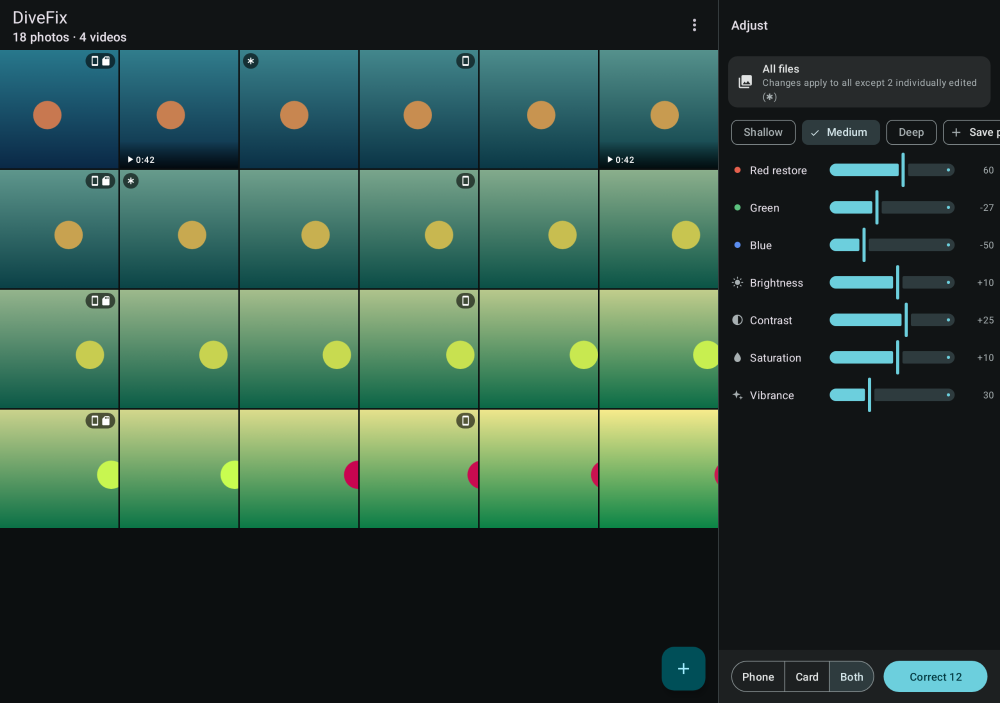 DiveFix
18 photos · 4 videos
0:42
0:42
Adjust
All files
Changes apply to all except 2 individually edited
(✱)
Shallow
Medium
Deep
Save p
Red restore
60
Green
-27
Blue
-50
Brightness
+10
Contrast
+25
Saturation
+10
Vibrance
30
Phone
Card
Both
Correct 12